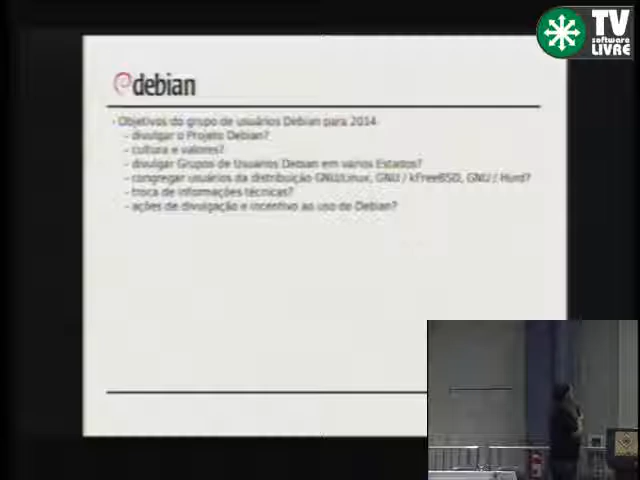 TV
software
LIVRE
debian
- Objetivos do grupo de usuários Debian para 2014
- divulgar o Projeto Debian?
- cultura e valores?
- divulgar Grupos de Usuários Debian em vários Estados?
- congregar usuários da distribuição GNU/Linux, GNU / kFreeBSD, GNU / Hurd?
- troca de informações técnicas?
- ações de divulgação e incentivo ao uso do Debian?